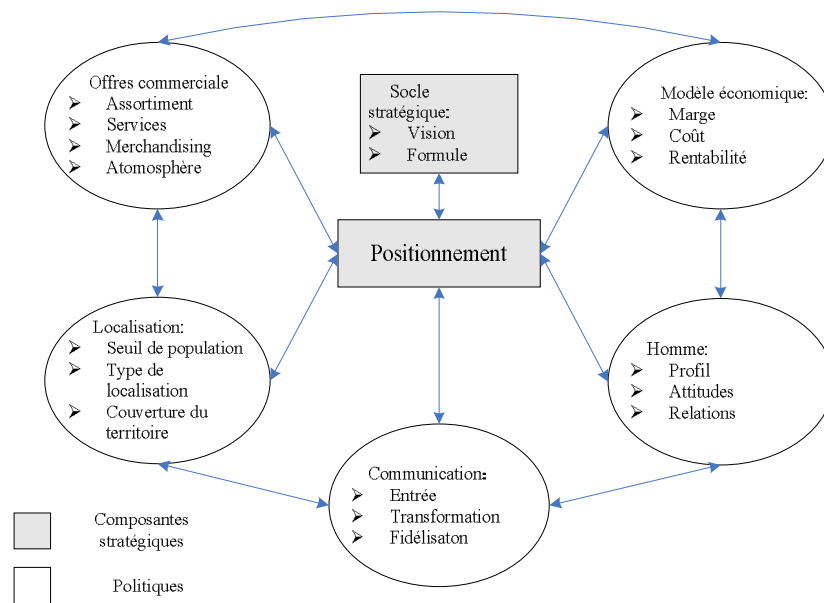 Offres commerciale
➢ Assortiment
➢ Services
➢ Merchandising
➢ Atomosphère
Socle
stratégique:
➢ Vision
➢ Formule
Modèle économique:
➢ Marge
➢ Coût
➢ Rentabilité
Positionnement
Localisation:
➢ Seuil de population
➢ Type de
localisation
➢ Couverture du
territoire
Homme:
➢ Profil
➢ Attitudes
➢ Relations
Communication:
➢ Entrée
➢ Transformation
➢ Fidélisaton
Composantes
stratégiques
Politiques